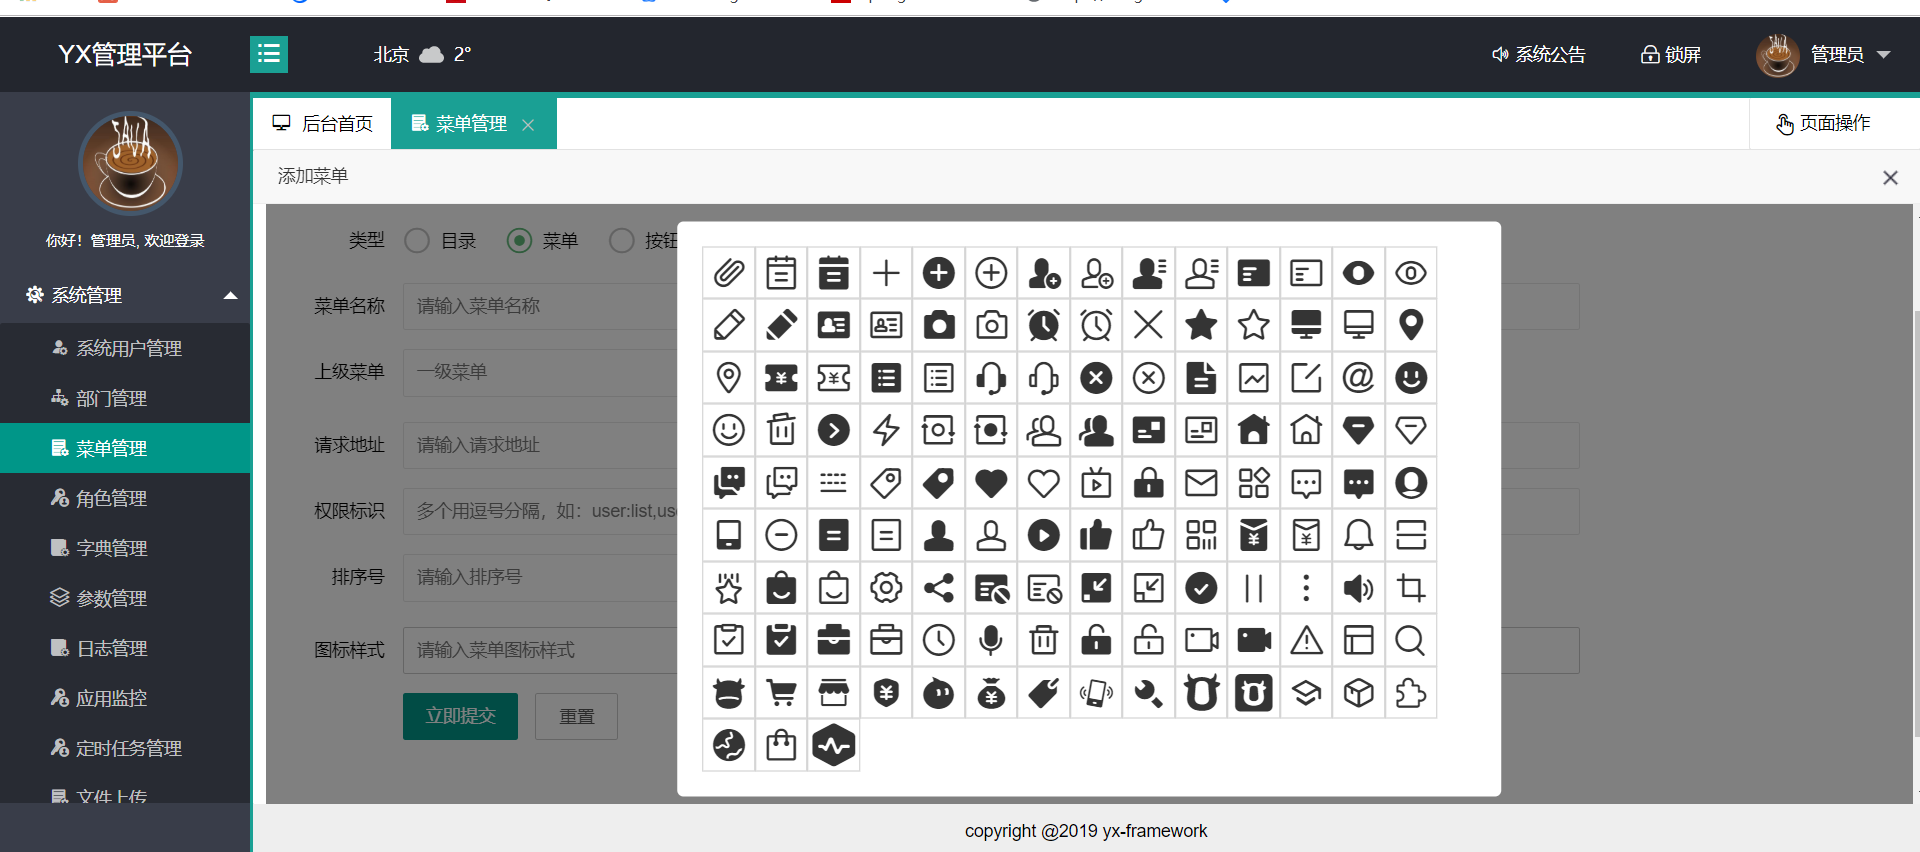 YX管理平台
北京 2°
系统公告
锁屏
管理员
后台首页
菜单管理
页面操作
添加菜单
你好！管理员, 欢迎登录
系统管理
系统用户管理
部门管理
菜单管理
角色管理
字典管理
参数管理
日志管理
应用监控
定时任务管理
文件上传
类型
目录
菜单
按钮
菜单名称
请输入菜单名称
上级菜单
一级菜单
请求地址
请输入请求地址
权限标识
多个用逗号分隔，如：user:list,us
排序号
请输入排序号
图标样式
请输入菜单图标样式
立即提交
重置
copyright @2019 yx-framework